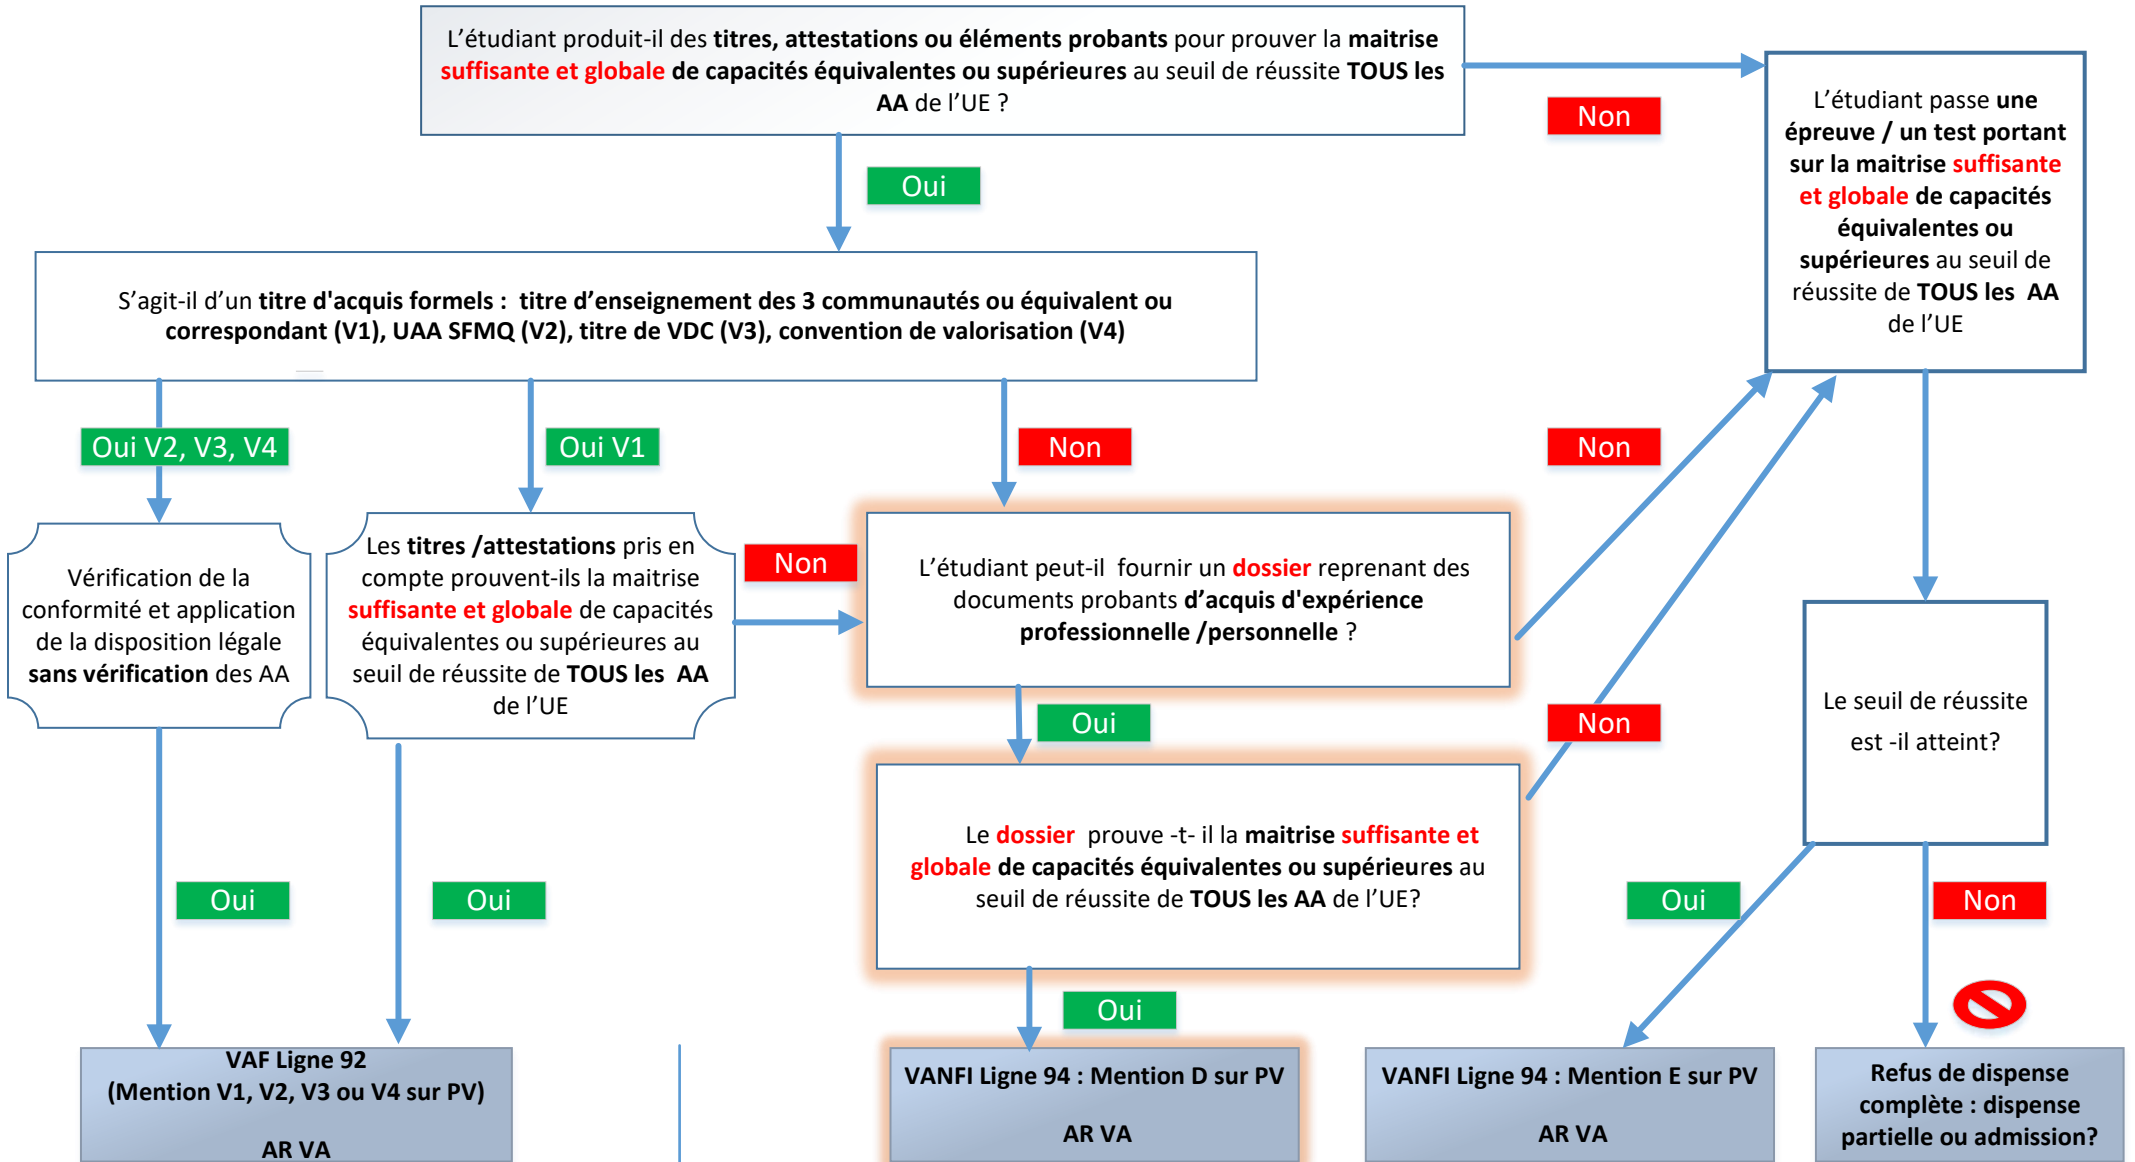 L'étudiant produit-il des titres, attestations ou éléments probants pour prouver la maitrise
suffisante et globale de capacités équivalentes ou supérieures au seuil de réussite TOUS les
AA de l'UE ?
Non
Oui
L'étudiant passe une
épreuve / un test portant
sur la maitrise suffisante
et globale de capacités
équivalentes ou
supérieures au seuil de
réussite de TOUS les AA
de l'UE
S'agit-il d'un titre d'acquis formels : titre d'enseignement des 3 communautés ou équivalent ou
correspondant (V1), UAA SFMQ (V2), titre de VDC (V3), convention de valorisation (V4)
Oui V2, V3, V4
Oui V1
Non
Non
Vérification de la
conformité et application
de la disposition légale
sans vérification des AA
Les titres /attestations pris en
compte prouvent-ils la maitrise
suffisante et globale de capacités
équivalentes ou supérieures au
seuil de réussite de TOUS les AA
de l'UE
Non
L'étudiant peut-il fournir un dossier reprenant des
documents probants d'acquis d'expérience
professionnelle /personnelle ?
Oui
Non
Le seuil de réussite
est -il atteint?
Le dossier prouve -t- il la maitrise suffisante et
globale de capacités équivalentes ou supérieures au
seuil de réussite de TOUS les AA de l'UE?
Oui
Oui
Oui
Oui
Non
VAF Ligne 92
(Mention V1, V2, V3 ou V4 sur PV)
AR VA
VANFI Ligne 94 : Mention D sur PV
AR VA
VANFI Ligne 94 : Mention E sur PV
AR VA
Refus de dispense
complète : dispense
partielle ou admission?